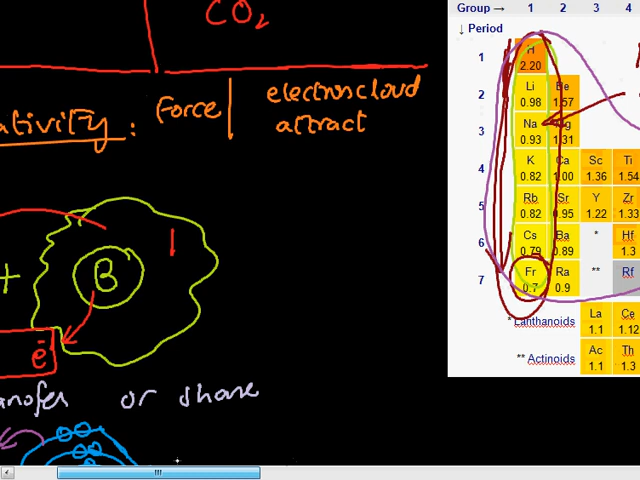 CO2
ativity: Force | electron cloud
attract
+ B
e-
ansfer or share
Group → 1 2 3 4
↓ Period
1 H
2.20
2 Li Be
0.98 1.57
3 Na Mg
0.93 1.31
4 K Ca Sc Ti
0.82 1.00 1.36 1.54
5 Rb Sr Y Zr
0.82 0.95 1.22 1.33
6 Cs Ba * Hf
0.79 0.89 1.3
7 Fr Ra ** Rf
0.7 0.9
* Lanthanoids La Ce
1.1 1.12
** Actinoids Ac Th
1.1 1.3